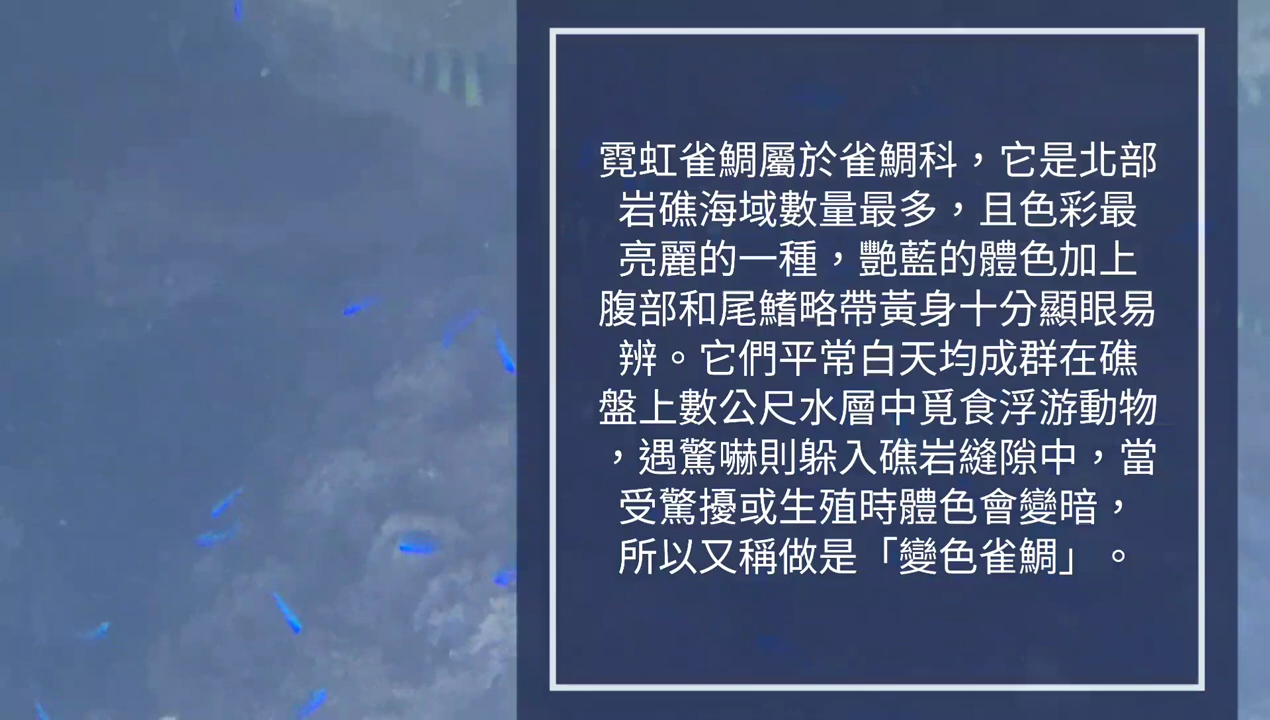 霓虹雀鯛屬於雀鯛科，它是北部
岩礁海域數量最多，且色彩最
亮麗的一種，艷藍的體色加上
腹部和尾鰭略帶黃身十分顯眼易
辨。它們平常白天均成群在礁
盤上數公尺水層中覓食浮游動物
，遇驚嚇則躲入礁岩縫隙中，當
受驚擾或生殖時體色會變暗，
所以又稱做是「變色雀鯛」。